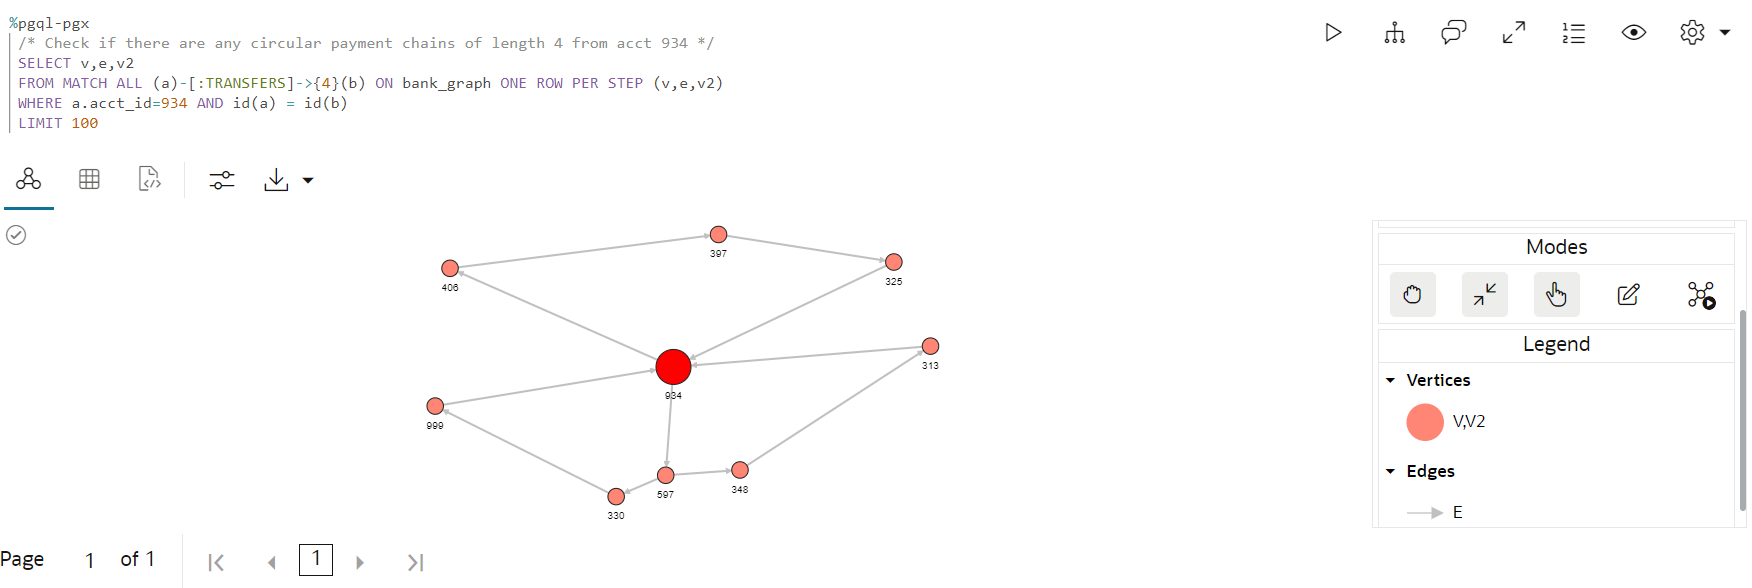 %pgql-pgx
/* Check if there are any circular payment chains of length 4 from acct 934 */
SELECT v,e,v2
FROM MATCH ALL (a)-[:TRANSFERS]->{4}(b) ON bank_graph ONE ROW PER STEP (v,e,v2)
WHERE a.acct_id=934 AND id(a) = id(b)
LIMIT 100
397
406
325
313
934
999
597
348
330
Modes
Legend
Vertices
V,V2
Edges
E
Page 1 of 1
1